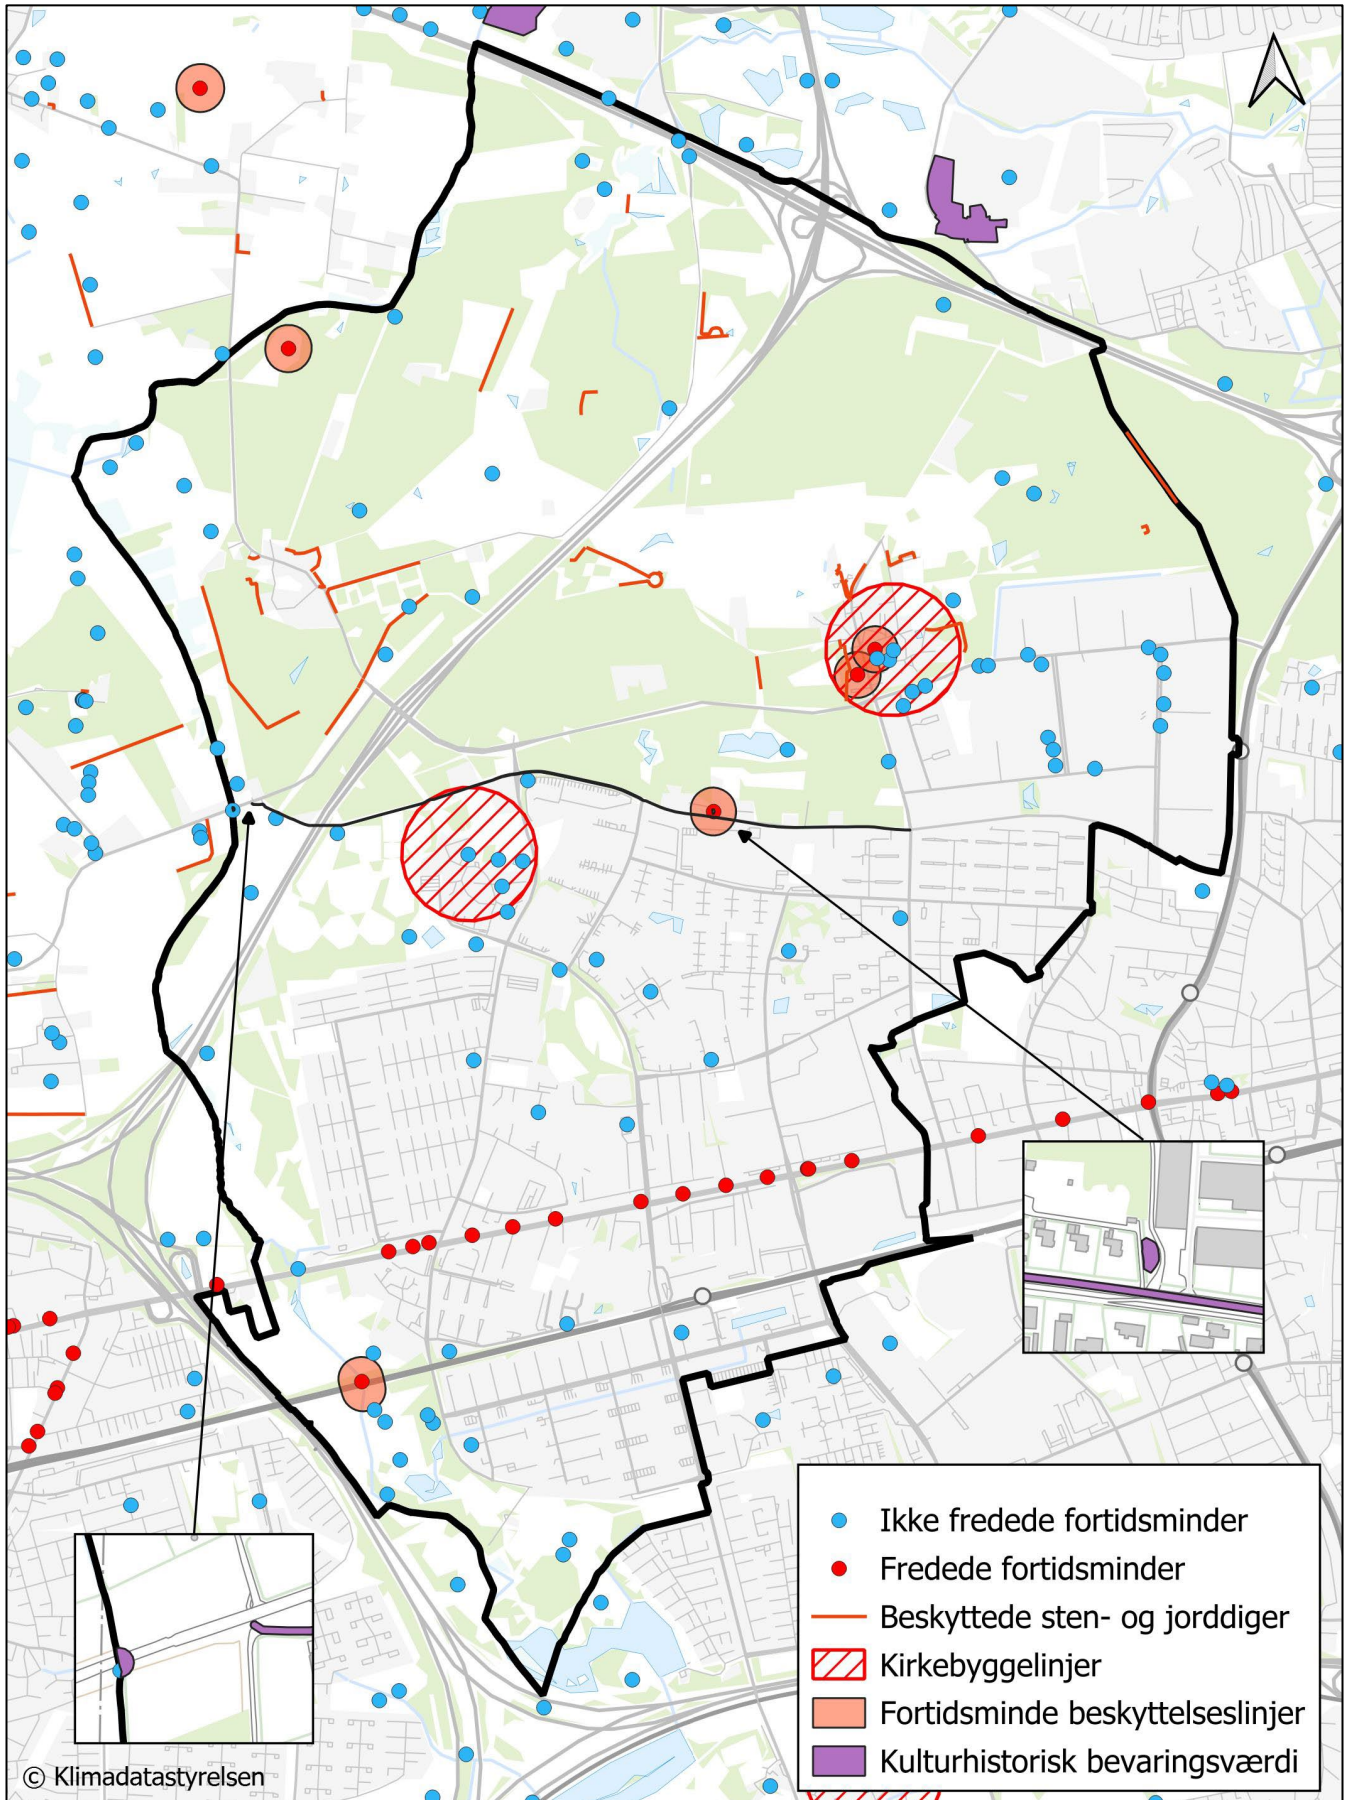 Ikke fredede fortidsminder
Fredede fortidsminder
Beskyttede sten- og jorddiger
Kirkebyggelinjer
Fortidsminde beskyttelseslinjer
Kulturhistorisk bevaringsværdi
© Klimadatastyrelsen